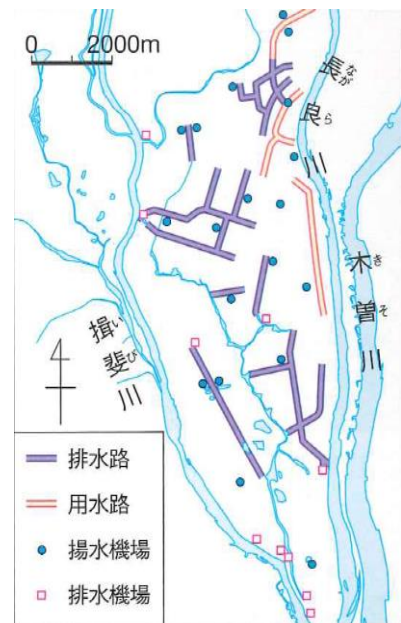 0 2000m
長良川
ながら
木曽川
きそ
揖斐川
いび
排水路
用水路
揚水機場
排水機場